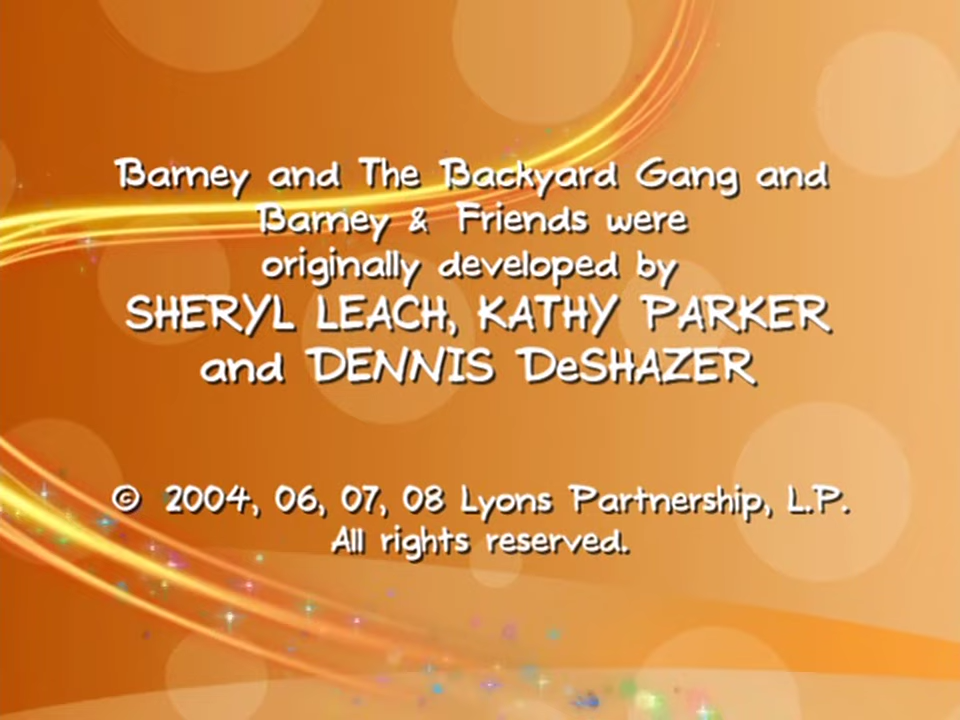 Barney and The Backyard Gang and
Barney & Friends were
originally developed by
SHERYL LEACH, KATHY PARKER
and DENNIS DeSHAZER
© 2004, 06, 07, 08 Lyons Partnership, L.P.
All rights reserved.